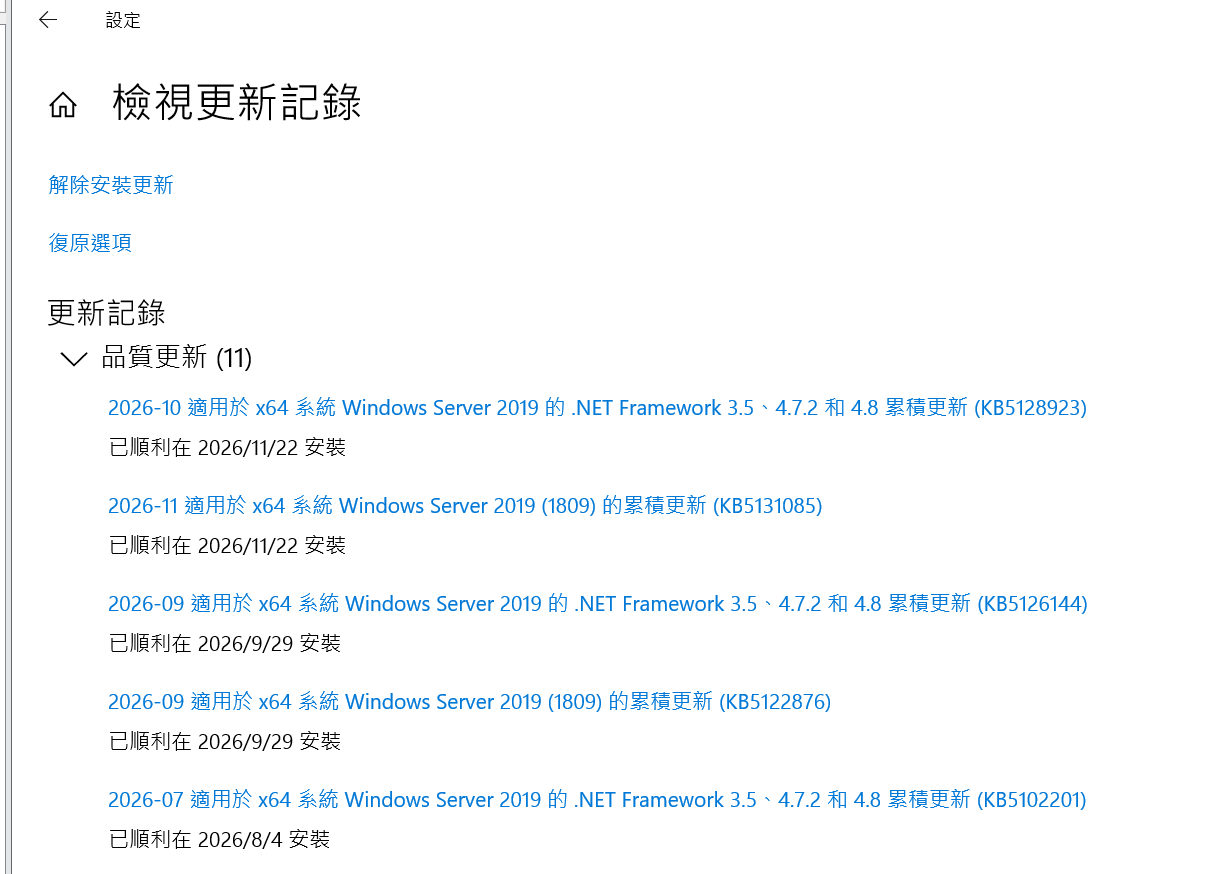 設定
檢視更新記錄
解除安裝更新
復原選項
更新記錄
品質更新 (11)
2026-10 適用於 x64 系統 Windows Server 2019 的 .NET Framework 3.5、4.7.2 和 4.8 累積更新 (KB5128923)
已順利在 2026/11/22 安裝
2026-11 適用於 x64 系統 Windows Server 2019 (1809) 的累積更新 (KB5131085)
已順利在 2026/11/22 安裝
2026-09 適用於 x64 系統 Windows Server 2019 的 .NET Framework 3.5、4.7.2 和 4.8 累積更新 (KB5126144)
已順利在 2026/9/29 安裝
2026-09 適用於 x64 系統 Windows Server 2019 (1809) 的累積更新 (KB5122876)
已順利在 2026/9/29 安裝
2026-07 適用於 x64 系統 Windows Server 2019 的 .NET Framework 3.5、4.7.2 和 4.8 累積更新 (KB5102201)
已順利在 2026/8/4 安裝